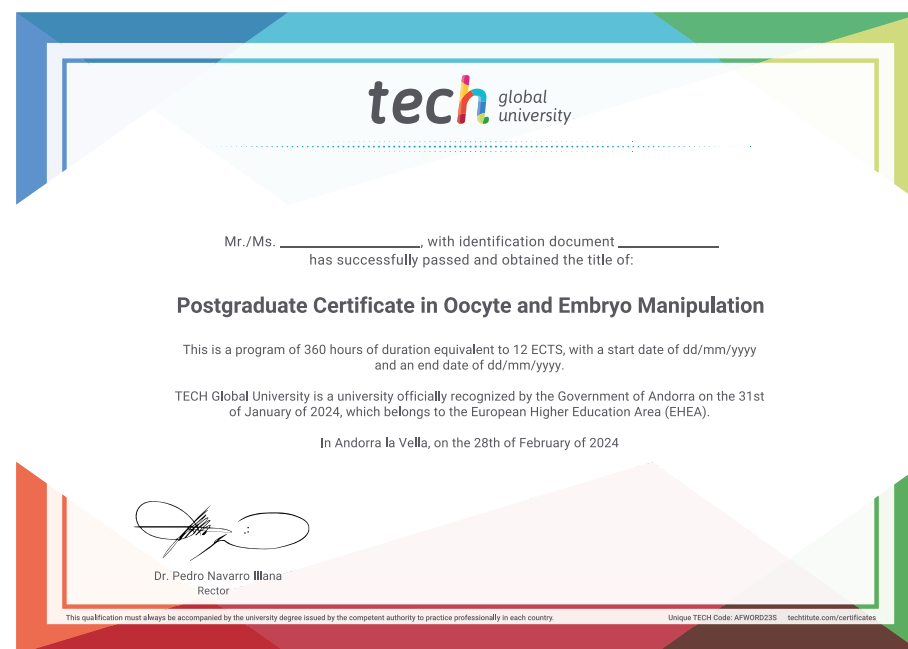 tech global university
Mr./Ms. ____________________, with identification document ______________
has successfully passed and obtained the title of:
Postgraduate Certificate in Oocyte and Embryo Manipulation
This is a program of 360 hours of duration equivalent to 12 ECTS, with a start date of dd/mm/yyyy
and an end date of dd/mm/yyyy.
TECH Global University is a university officially recognized by the Government of Andorra on the 31st
of January of 2024, which belongs to the European Higher Education Area (EHEA).
In Andorra la Vella, on the 28th of February of 2024
Dr. Pedro Navarro Illana
Rector
This qualification must always be accompanied by the university degree issued by the competent authority to practice professionally in each country.
Unique TECH Code: AFWORD23S techtitute.com/certificates